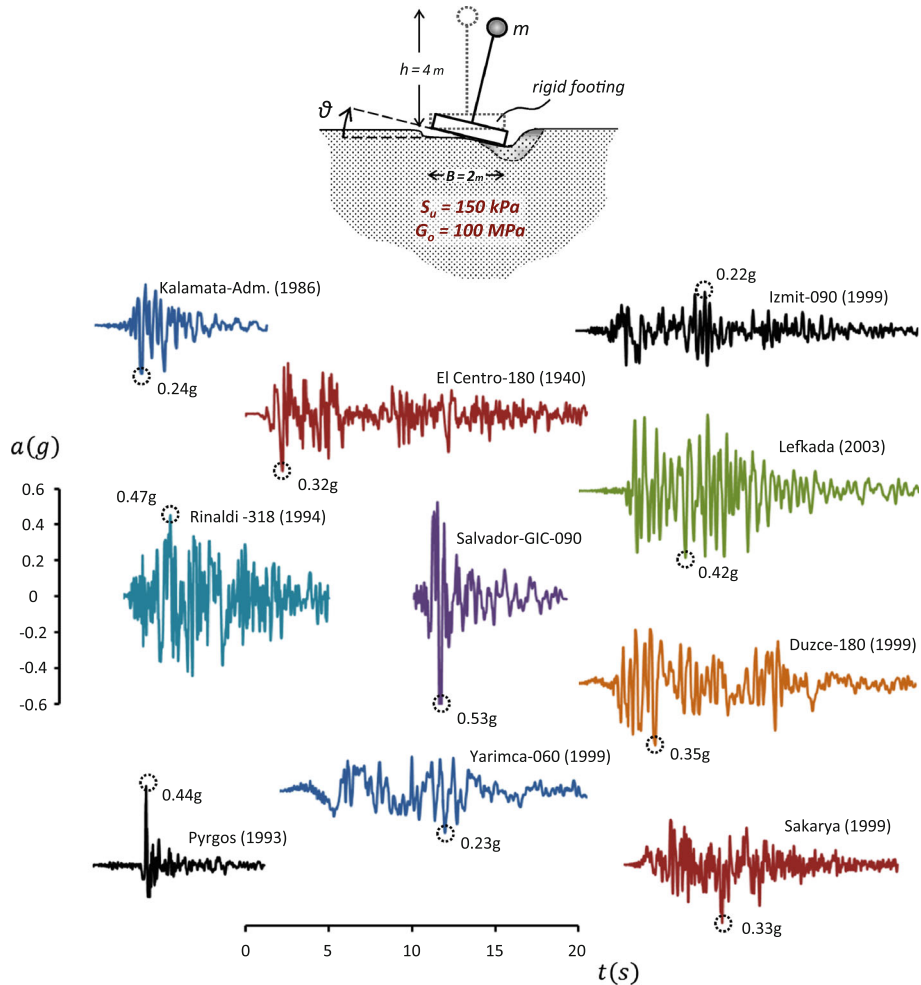 m
h = 4 m
rigid footing
ϑ
B = 2m
Su = 150 kPa
Go = 100 MPa
Kalamata-Adm. (1986)
0.24g
0.22g
Izmit-090 (1999)
El Centro-180 (1940)
0.32g
a(g)
Lefkada (2003)
0.42g
0.6
0.4
0.2
0
-0.2
-0.4
-0.6
0.47g
Rinaldi -318 (1994)
Salvador-GIC-090
0.53g
Duzce-180 (1999)
0.35g
Yarimca-060 (1999)
0.23g
0.44g
Pyrgos (1993)
Sakarya (1999)
0.33g
0 5 10 15 20
t(s)